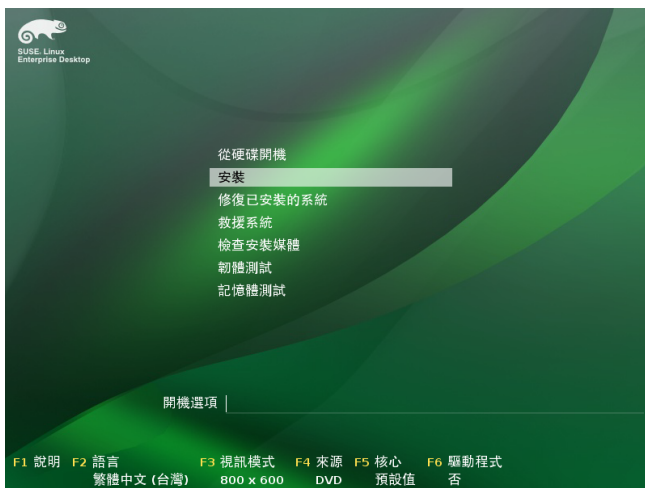 SUSE. Linux
Enterprise Desktop
從硬碟開機
安裝
修復已安裝的系統
救援系統
檢查安裝媒體
韌體測試
記憶體測試
開機選項
F1 說明 F2 語言 F3 視訊模式 F4 來源 F5 核心 F6 驅動程式
繁體中文 (台灣) 800 x 600 DVD 預設值 否